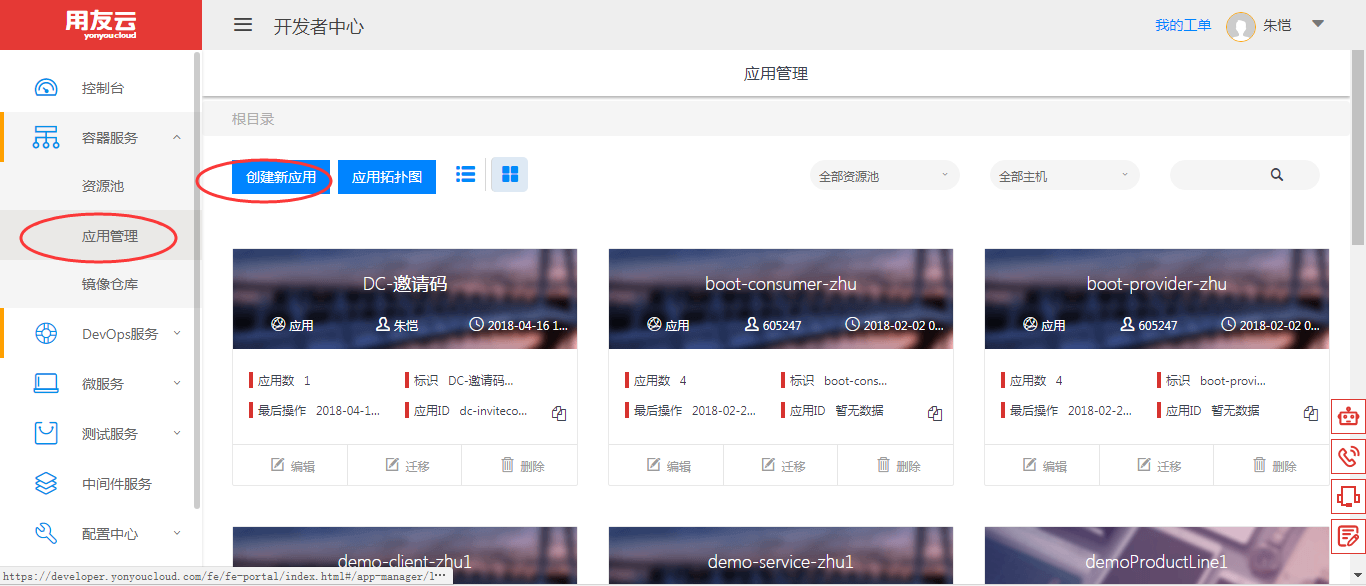 用友云
yonyoucloud
开发者中心
我的工单
朱恺
控制台
容器服务
资源池
应用管理
镜像仓库
DevOps服务
微服务
测试服务
中间件服务
配置中心
应用管理
根目录
创建新应用 应用拓扑图 全部资源池 全部主机
DC-邀请码
应用 朱恺 2018-04-16 1...
应用数 1 标识 DC-邀请码...
最后操作 2018-04-1... 应用ID dc-inviteco...
编辑 迁移 删除
boot-consumer-zhu
应用 605247 2018-02-02 0...
应用数 4 标识 boot-cons...
最后操作 2018-02-2... 应用ID 暂无数据
编辑 迁移 删除
boot-provider-zhu
应用 605247 2018-02-02 0...
应用数 4 标识 boot-provi...
最后操作 2018-02-2... 应用ID 暂无数据
编辑 迁移 删除
demo-client-zhu1
demo-service-zhu1
demoProductLine1
https://developer.yonyoucloud.com/fe/fe-portal/index.html#/app-manager/l...